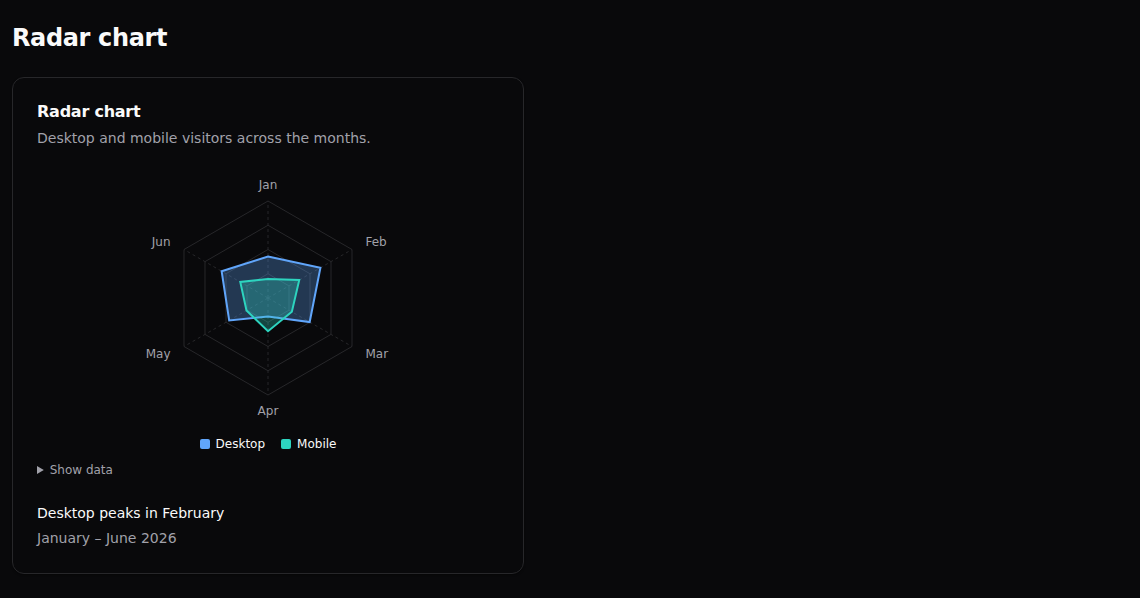 Radar chart
Radar chart
Desktop and mobile visitors across the months.
Jan
Jun
Feb
May
Mar
Apr
Desktop
Mobile
Show data
Desktop peaks in February
January – June 2026